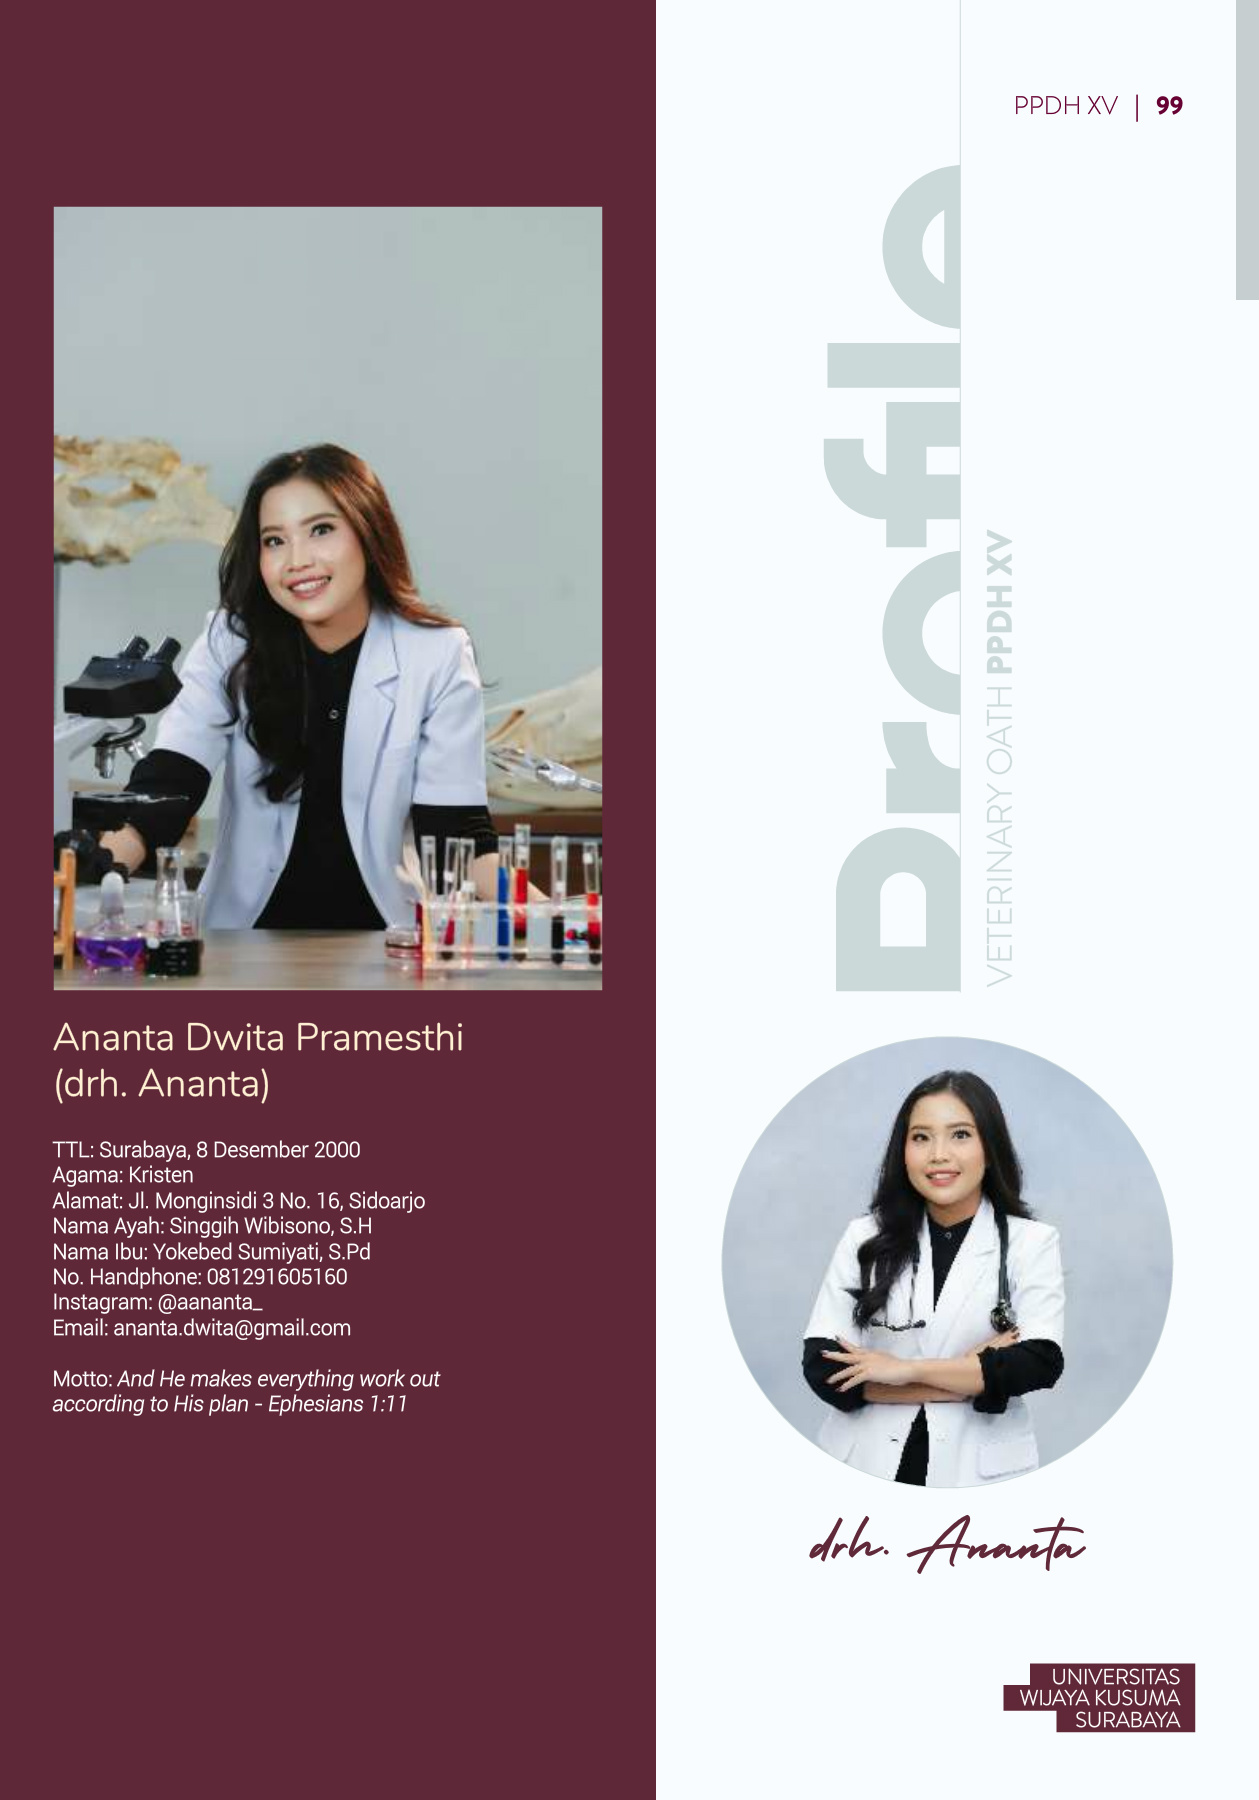 PPDH XV | 99
Profile
VETERINARY OATH PPDH XV
Ananta Dwita Pramesthi
(drh. Ananta)
TTL: Surabaya, 8 Desember 2000
Agama: Kristen
Alamat: Jl. Monginsidi 3 No. 16, Sidoarjo
Nama Ayah: Singgih Wibisono, S.H
Nama Ibu: Yokebed Sumiyati, S.Pd
No. Handphone: 081291605160
Instagram: @aananta_
Email: ananta.dwita@gmail.com
Motto: And He makes everything work out
according to His plan - Ephesians 1:11
drh. Ananta
UNIVERSITAS
WIJAYA KUSUMA
SURABAYA